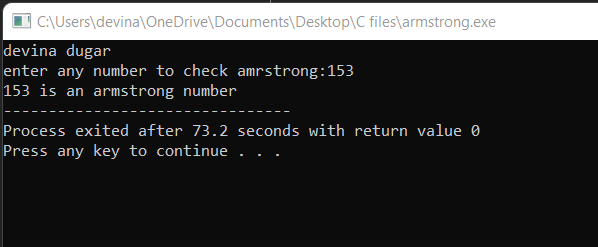 C:\Users\devina\OneDrive\Documents\Desktop\C files\armstrong.exe
devina dugar
enter any number to check amrstrong:153
153 is an armstrong number
--------------------------------
Process exited after 73.2 seconds with return value 0
Press any key to continue . . .